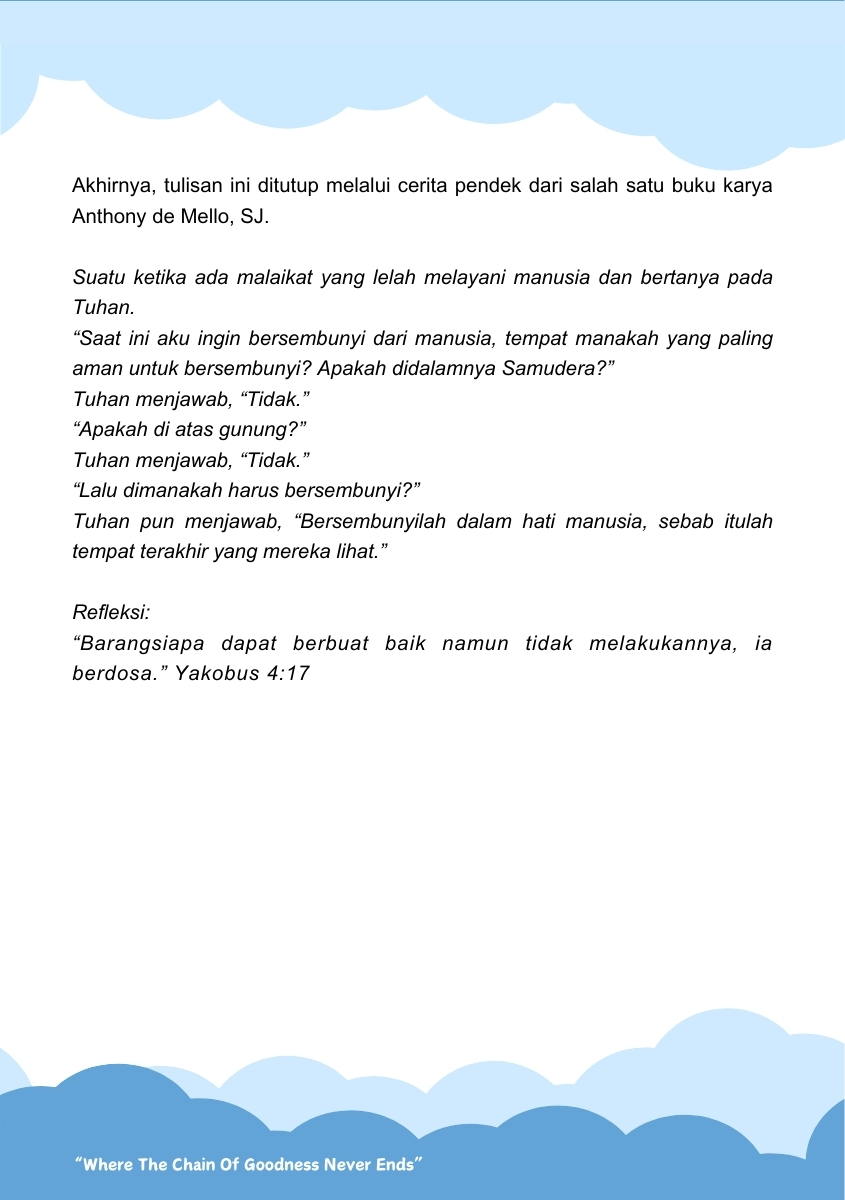 Akhirnya, tulisan ini ditutup melalui cerita pendek dari salah satu buku karya
Anthony de Mello, SJ.
Suatu ketika ada malaikat yang lelah melayani manusia dan bertanya pada
Tuhan.
“Saat ini aku ingin bersembunyi dari manusia, tempat manakah yang paling
aman untuk bersembunyi? Apakah didalamnya Samudera?”
Tuhan menjawab, “Tidak.”
“Apakah di atas gunung?”
Tuhan menjawab, “Tidak.”
“Lalu dimanakah harus bersembunyi?”
Tuhan pun menjawab, “Bersembunyilah dalam hati manusia, sebab itulah
tempat terakhir yang mereka lihat.”
Refleksi:
“Barangsiapa dapat berbuat baik namun tidak melakukannya, ia
berdosa.” Yakobus 4:17
“Where The Chain Of Goodness Never Ends”